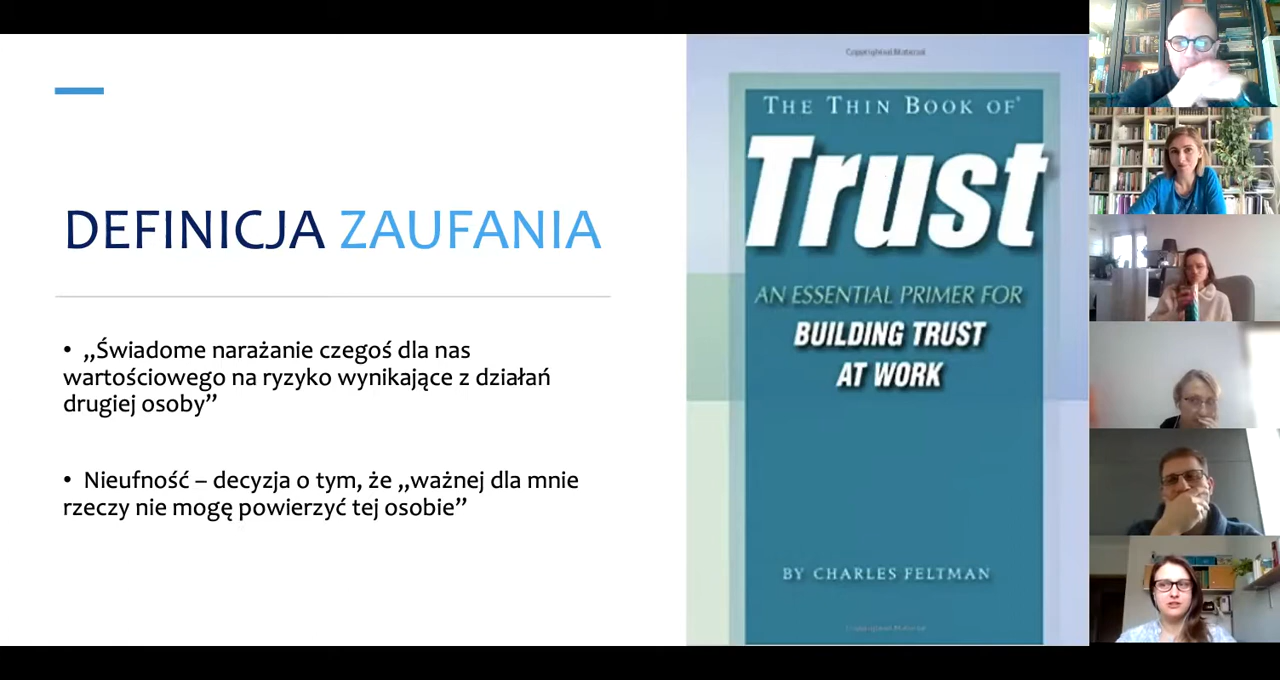 DEFINICJA ZAUFANIA
• „Świadome narażanie czegoś dla nas
wartościowego na ryzyko wynikające z działań
drugiej osoby”
• Nieufność – decyzja o tym, że „ważnej dla mnie
rzeczy nie mogę powierzyć tej osobie”
Copyrighted Material
THE THIN BOOK OF®
Trust
AN ESSENTIAL PRIMER FOR
BUILDING TRUST
AT WORK
BY CHARLES FELTMAN
Copyrighted Material